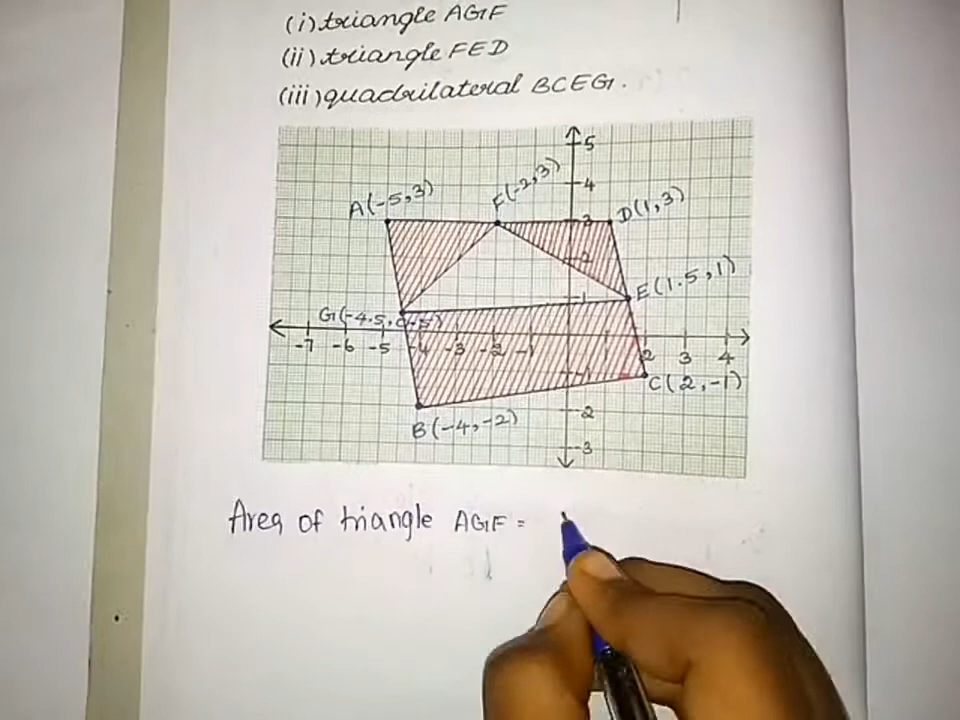 (i) triangle AGF
(ii) triangle FED
(iii) quadrilateral BCEG.
5
4
F(-2,3)
A(-5,3)
D(1,3)
3
2
E(1.5,1)
1
G(-4.5,0.5)
-7 -6 -5 -4 -3 -2 -1 1 2 3 4
-1
C(2,-1)
-2
B(-4,-2)
-3
Area of triangle AGF =